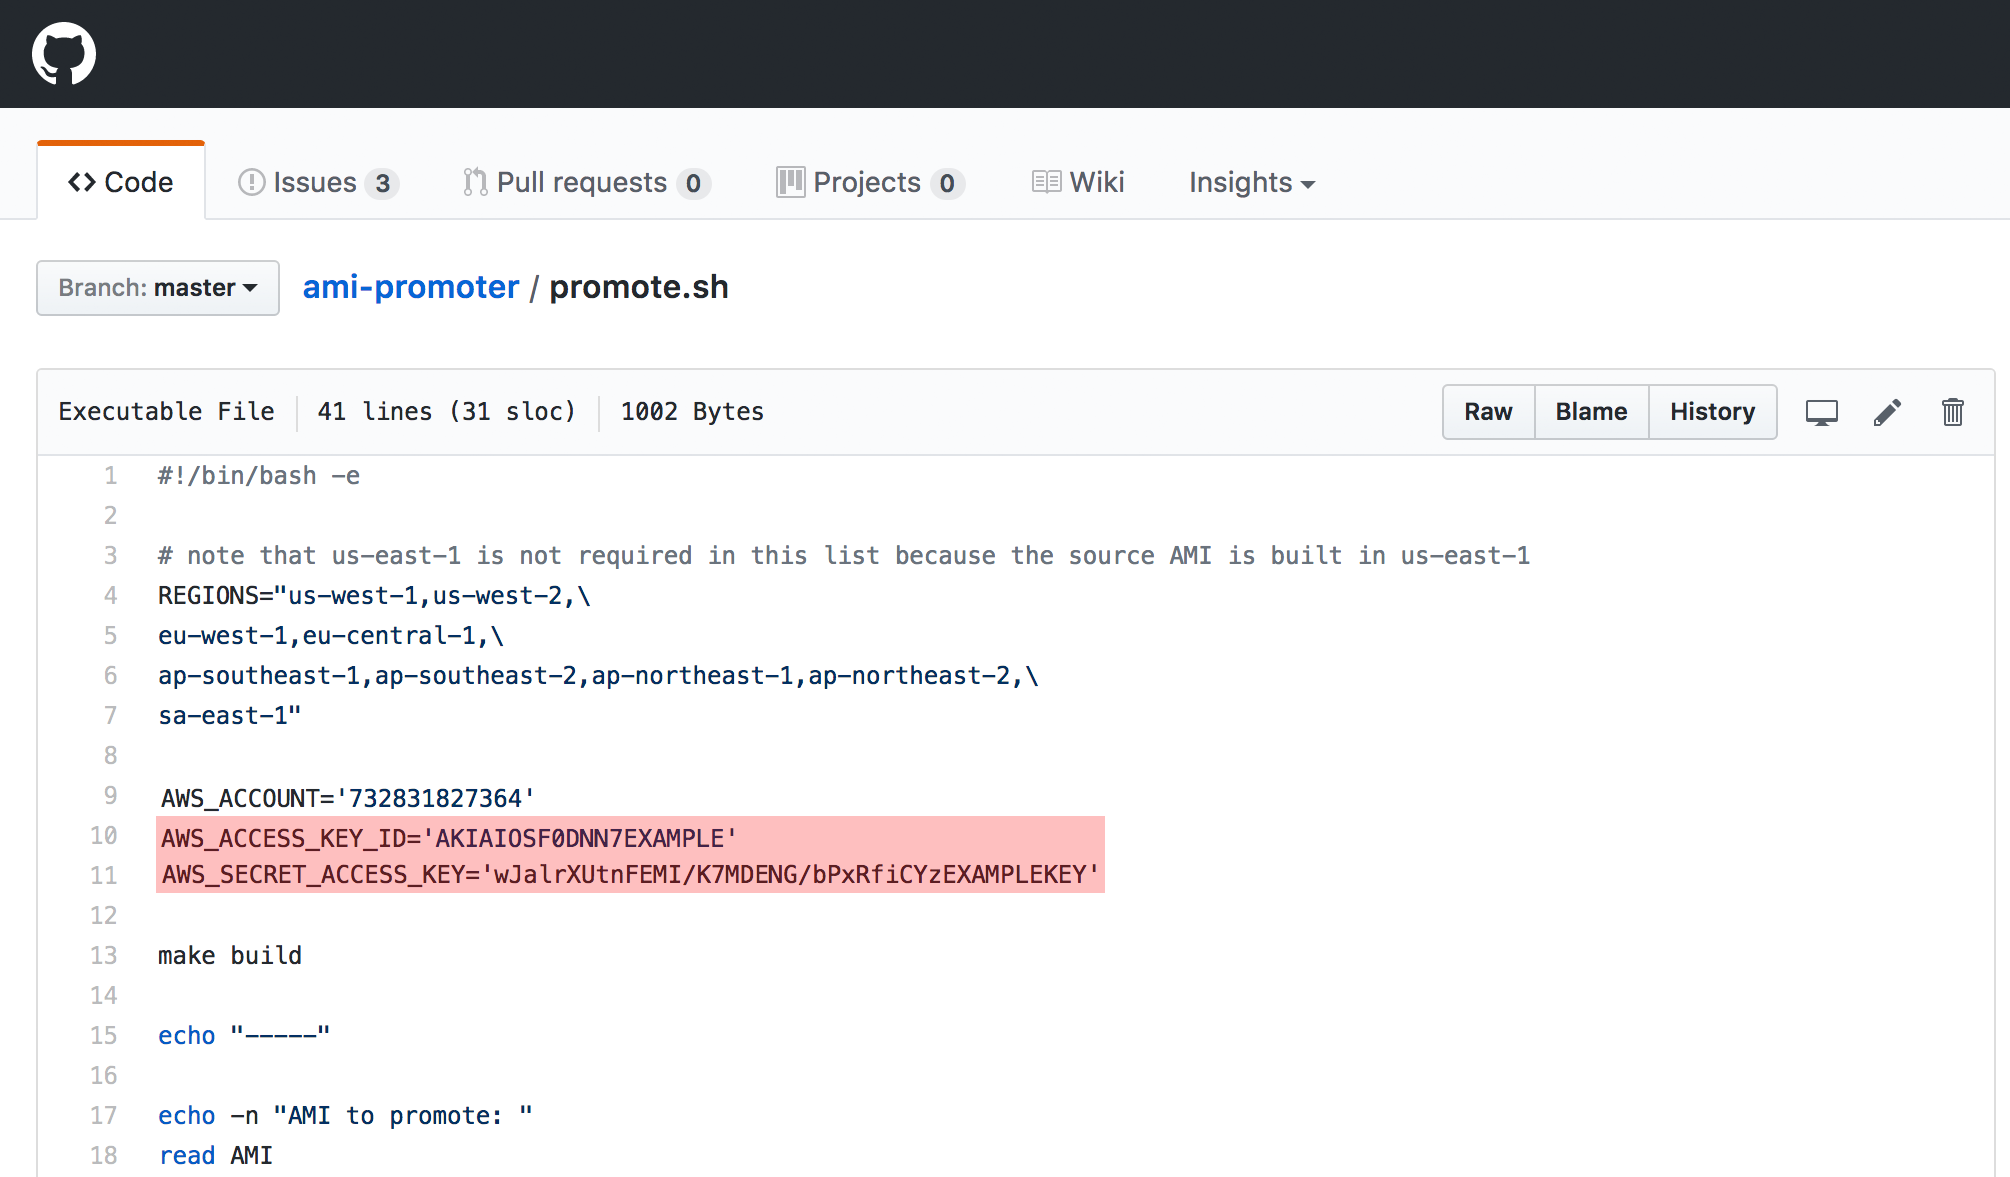 Code Issues 3 Pull requests 0 Projects 0 Wiki Insights
Branch: master ami-promoter / promote.sh
Executable File 41 lines (31 sloc) 1002 Bytes Raw Blame History
1 #!/bin/bash -e
2
3 # note that us-east-1 is not required in this list because the source AMI is built in us-east-1
4 REGIONS="us-west-1,us-west-2,\
5 eu-west-1,eu-central-1,\
6 ap-southeast-1,ap-southeast-2,ap-northeast-1,ap-northeast-2,\
7 sa-east-1"
8
9 AWS_ACCOUNT='732831827364'
10 AWS_ACCESS_KEY_ID='AKIAIOSF0DNN7EXAMPLE'
11 AWS_SECRET_ACCESS_KEY='wJalrXUtnFEMI/K7MDENG/bPxRfiCYzEXAMPLEKEY'
12
13 make build
14
15 echo "-----"
16
17 echo -n "AMI to promote: "
18 read AMI